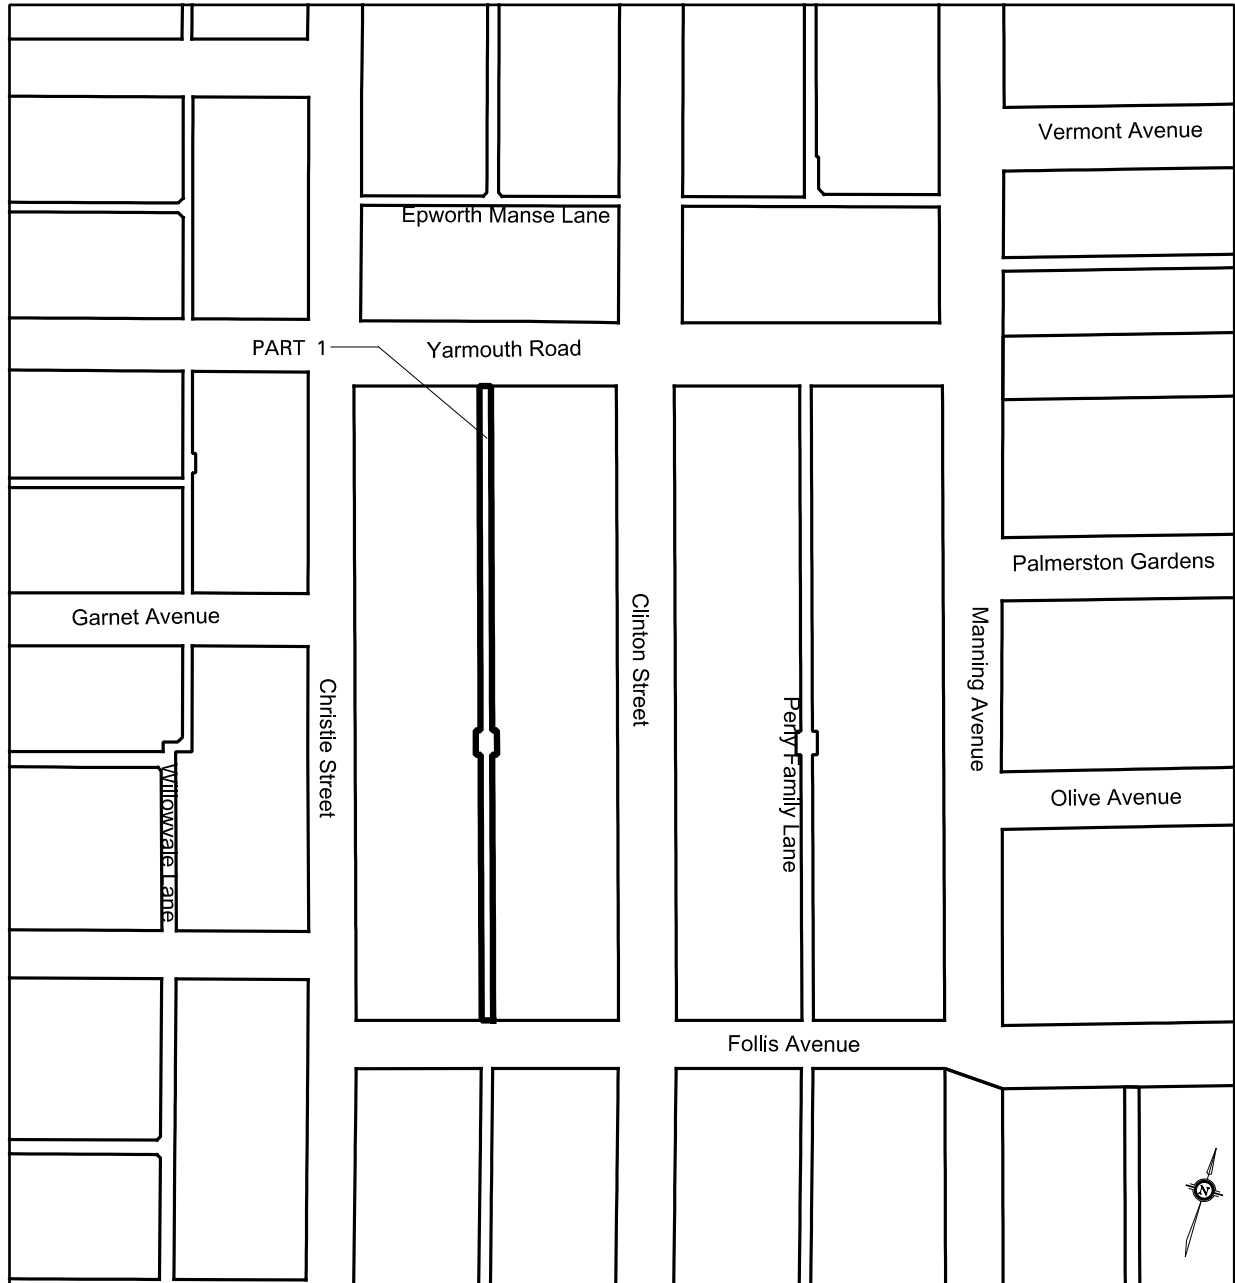 Vermont Avenue
Epworth Manse Lane
PART 1
Yarmouth Road
Palmerston Gardens
Garnet Avenue
Clinton Street
Manning Avenue
Christie Street
Perly Family Lane
Willowvale Lane
Olive Avenue
Follis Avenue
N